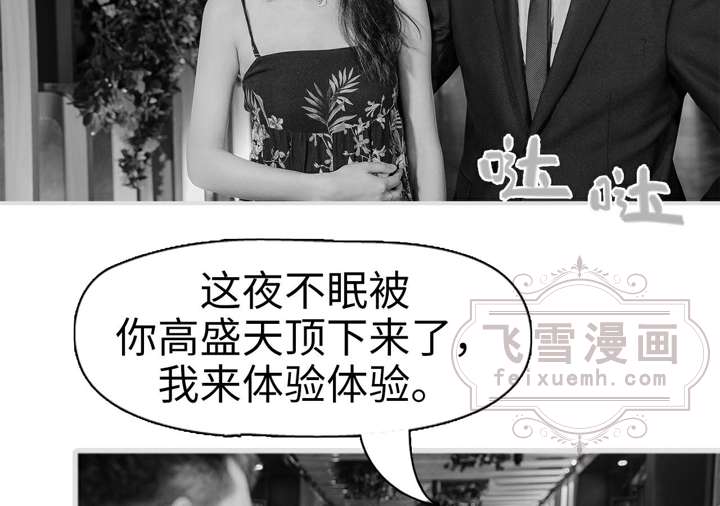 哒
哒
这夜不眠被
你高盛天顶下来了，
我来体验体验。
飞雪漫画
feixuemh.com